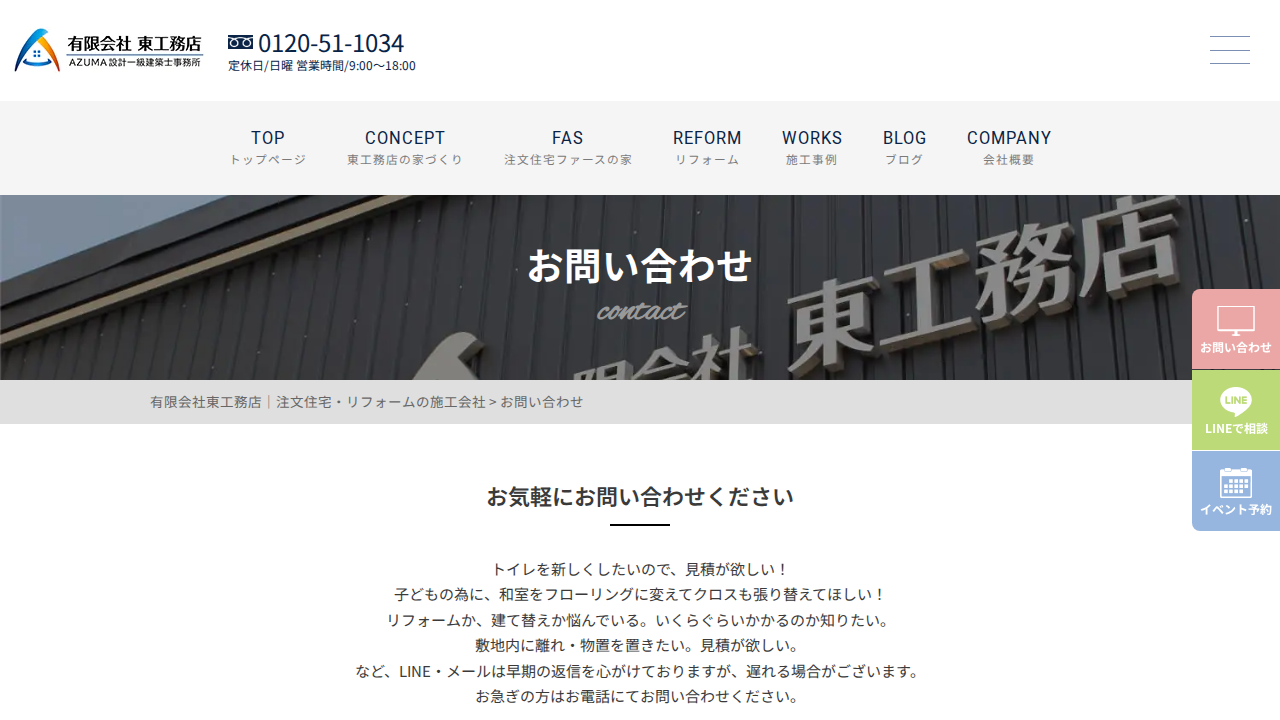 有限会社 東工務店
AZUMA 設計一級建築士事務所
0120-51-1034
定休日/日曜 営業時間/9:00～18:00
TOP
トップページ
CONCEPT
東工務店の家づくり
FAS
注文住宅ファースの家
REFORM
リフォーム
WORKS
施工事例
BLOG
ブログ
COMPANY
会社概要
お問い合わせ
contact
有限会社 東工務店
お問い合わせ
LINE
LINEで相談
イベント予約
有限会社東工務店｜注文住宅・リフォームの施工会社 > お問い合わせ
お気軽にお問い合わせください
トイレを新しくしたいので、見積が欲しい！
子どもの為に、和室をフローリングに変えてクロスも張り替えてほしい！
リフォームか、建て替えか悩んでいる。いくらぐらいかかるのか知りたい。
敷地内に離れ・物置を置きたい。見積が欲しい。
など、LINE・メールは早期の返信を心がけておりますが、遅れる場合がございます。
お急ぎの方はお電話にてお問い合わせください。